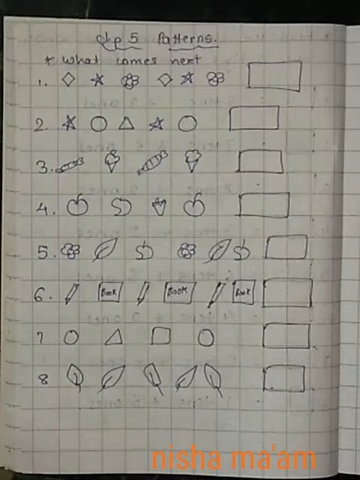 Chp 5 Patterns.
* What comes next
1.
2.
3.
4.
5.
6. Book Book Book
7
8
nisha ma'am